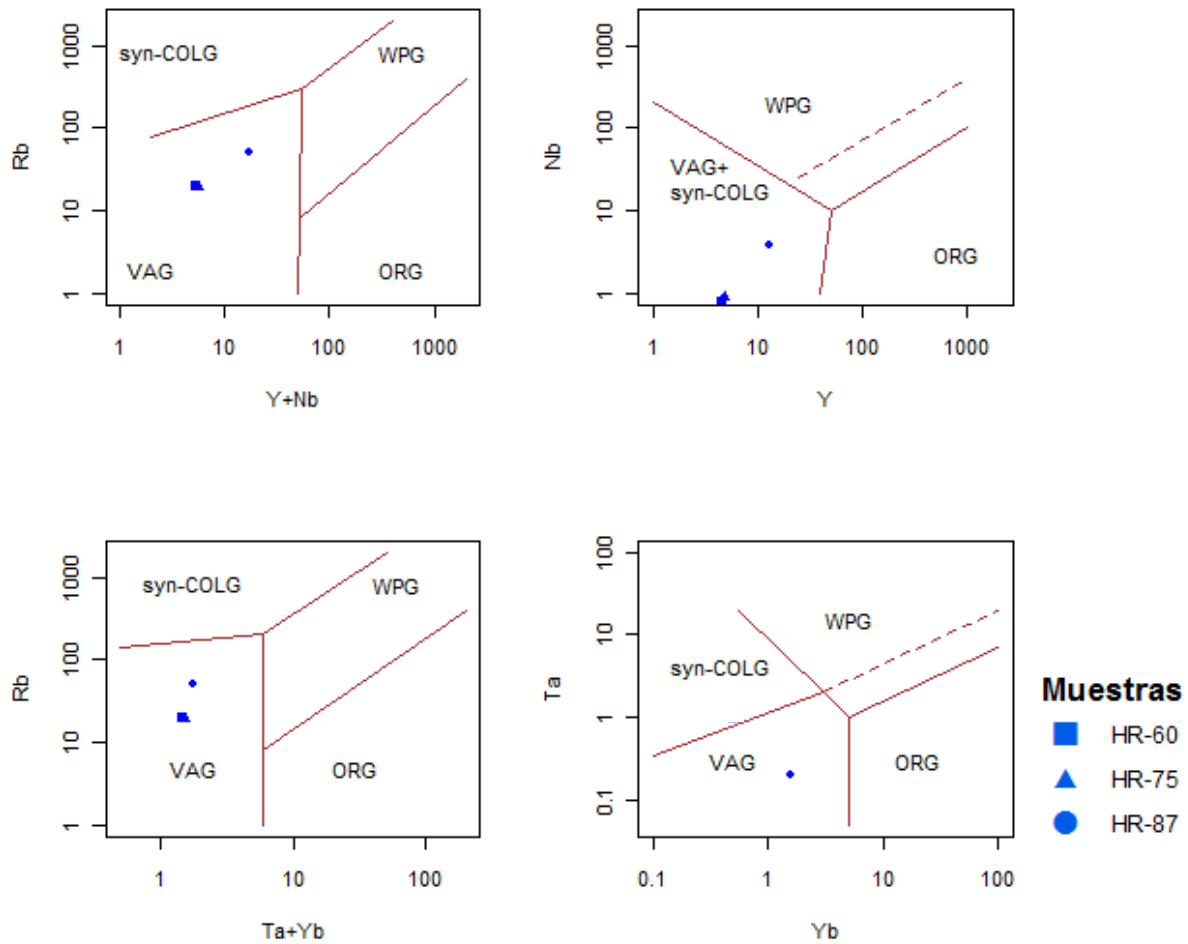 syn-COLG
WPG
VAG
ORG
Rb
1 10 100 1000
1 10 100 1000
Y+Nb
WPG
VAG+
syn-COLG
ORG
Nb
1 10 100 1000
1 10 100 1000
Y
syn-COLG
WPG
VAG
ORG
Rb
1 10 100 1000
1 10 100
Ta+Yb
WPG
syn-COLG
VAG
ORG
Ta
0.1 1 10 100
0.1 1 10 100
Yb
Muestras
HR-60
HR-75
HR-87